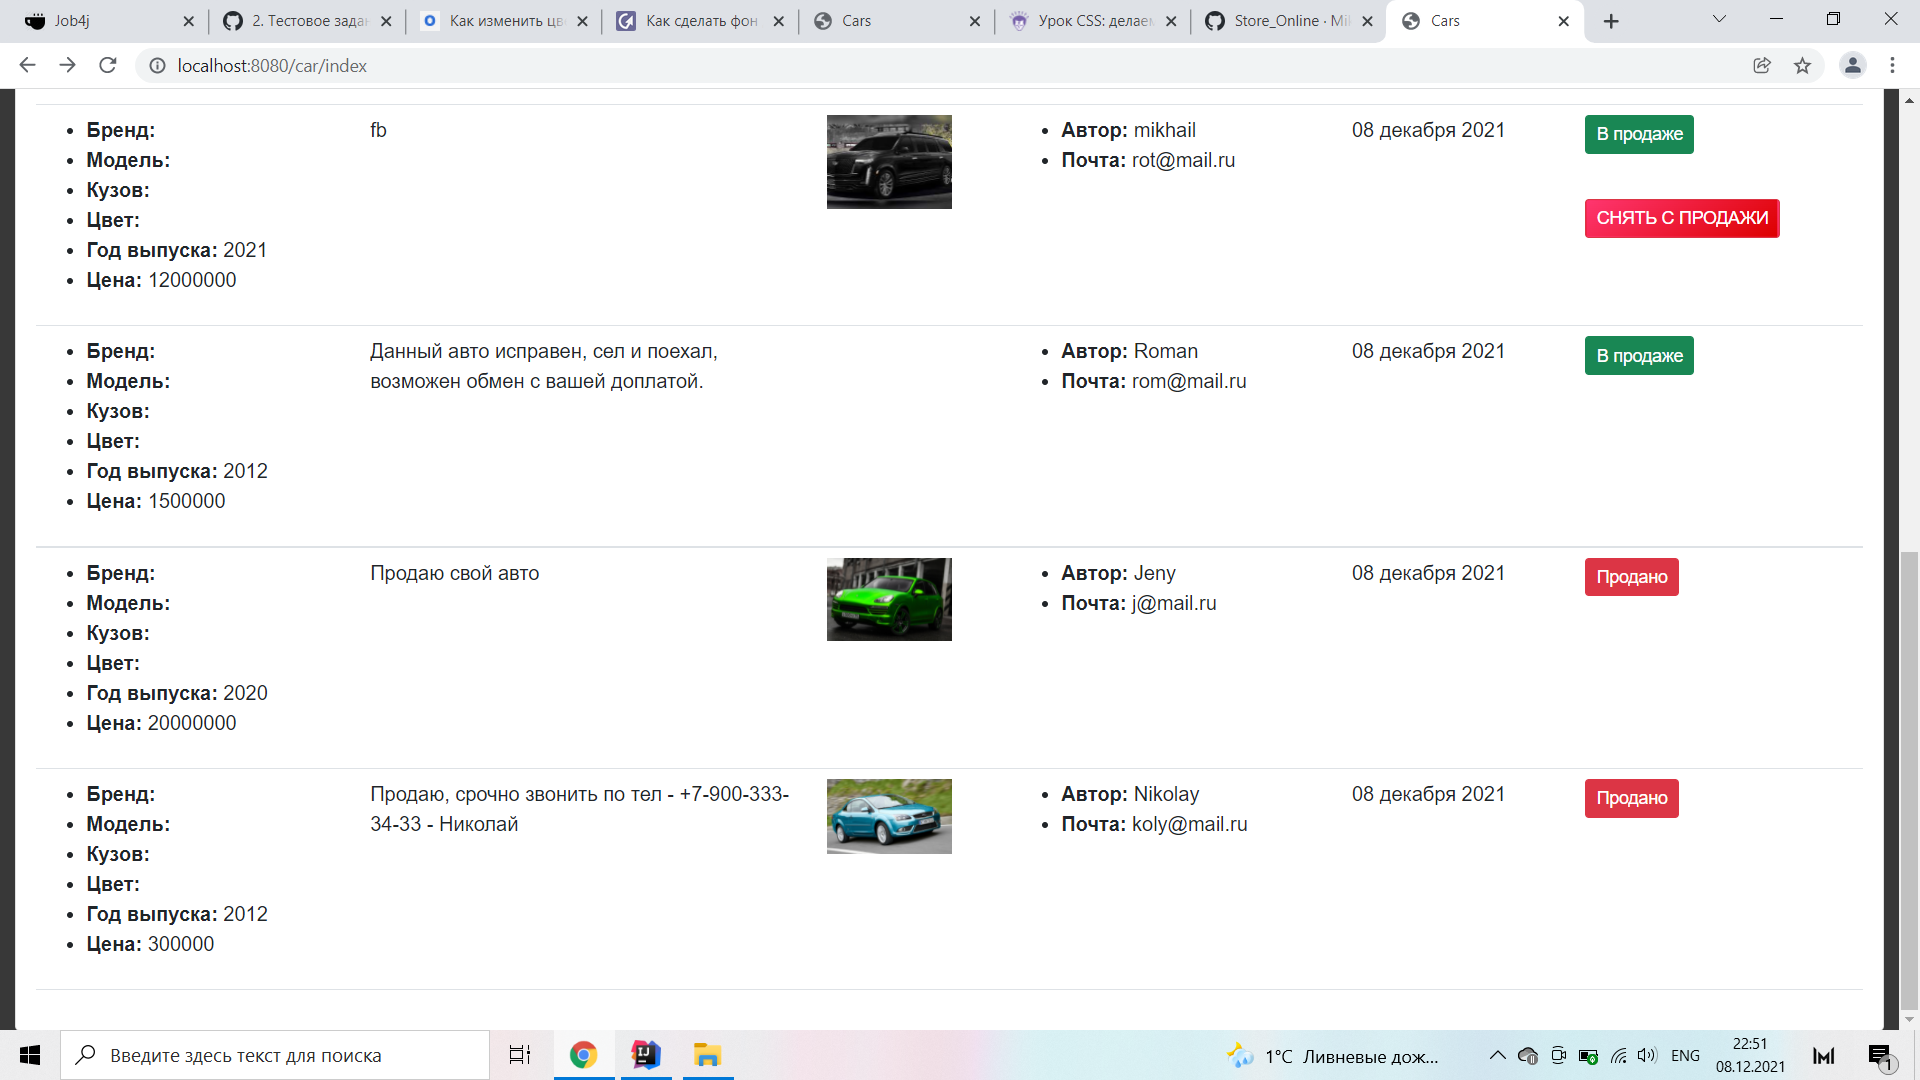 Job4j
2. Тестовое зада
Как изменить цв
Как сделать фон
Cars
Урок CSS: делаем
Store_Online · Mi
Cars
localhost:8080/car/index
Бренд:
Модель:
Кузов:
Цвет:
Год выпуска: 2021
Цена: 12000000
fb
Автор: mikhail
Почта: rot@mail.ru
08 декабря 2021
В продаже
СНЯТЬ С ПРОДАЖИ
Бренд:
Модель:
Кузов:
Цвет:
Год выпуска: 2012
Цена: 1500000
Данный авто исправен, сел и поехал,
возможен обмен с вашей доплатой.
Автор: Roman
Почта: rom@mail.ru
08 декабря 2021
В продаже
Бренд:
Модель:
Кузов:
Цвет:
Год выпуска: 2020
Цена: 20000000
Продаю свой авто
Автор: Jeny
Почта: j@mail.ru
08 декабря 2021
Продано
Бренд:
Модель:
Кузов:
Цвет:
Год выпуска: 2012
Цена: 300000
Продаю, срочно звонить по тел - +7-900-333-
34-33 - Николай
Автор: Nikolay
Почта: koly@mail.ru
08 декабря 2021
Продано
Введите здесь текст для поиска
1°C Ливневые дож...
ENG
22:51
08.12.2021
1